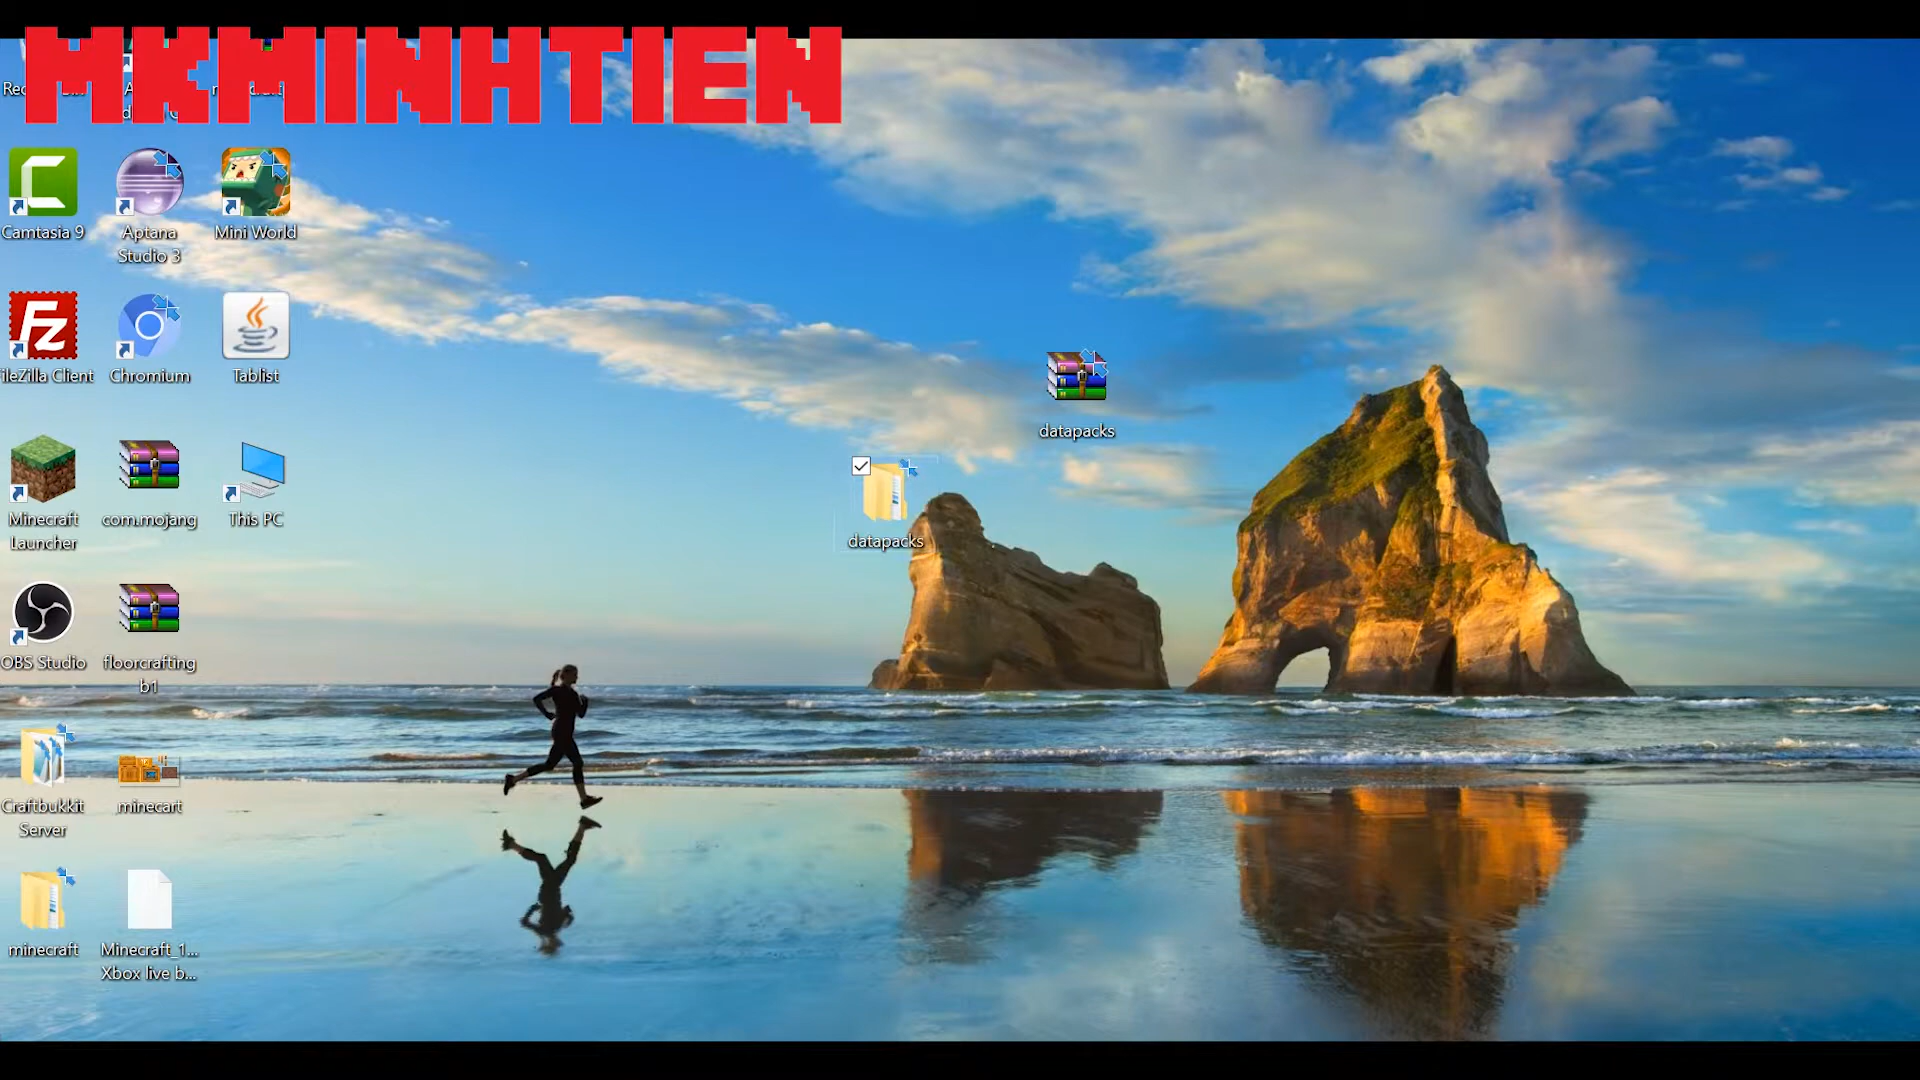 MKMINHTIEN
Camtasia 9
Aptana
Studio 3
Mini World
ileZilla Client
Chromium
Tablist
datapacks
datapacks
Minecraft
Launcher
com.mojang
This PC
OBS Studio
floorcrafting
b1
Craftbukkit
Server
minecart
minecraft
Minecraft_1...
Xbox live b...